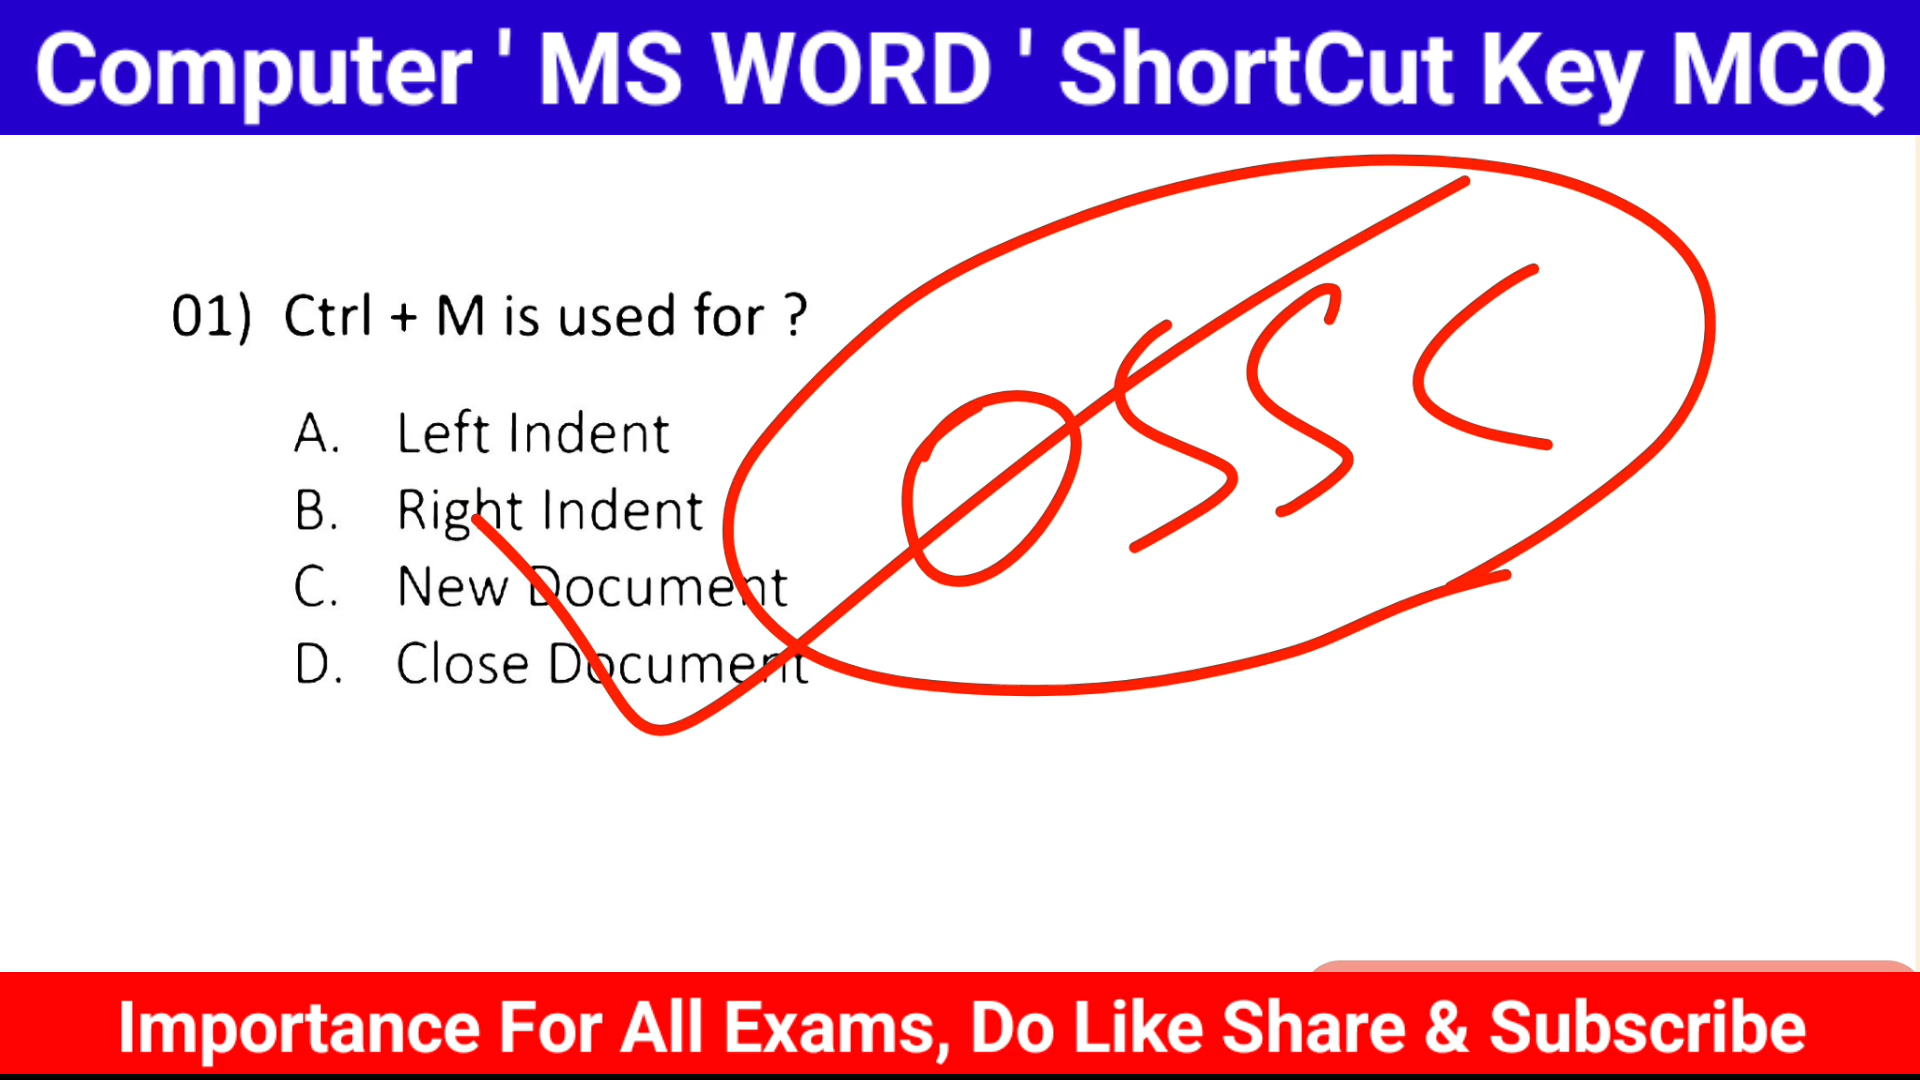 Computer ' MS WORD ' ShortCut Key MCQ
01) Ctrl + M is used for ?
A. Left Indent
B. Right Indent
C. New Document
D. Close Document
OSSC
Importance For All Exams, Do Like Share & Subscribe